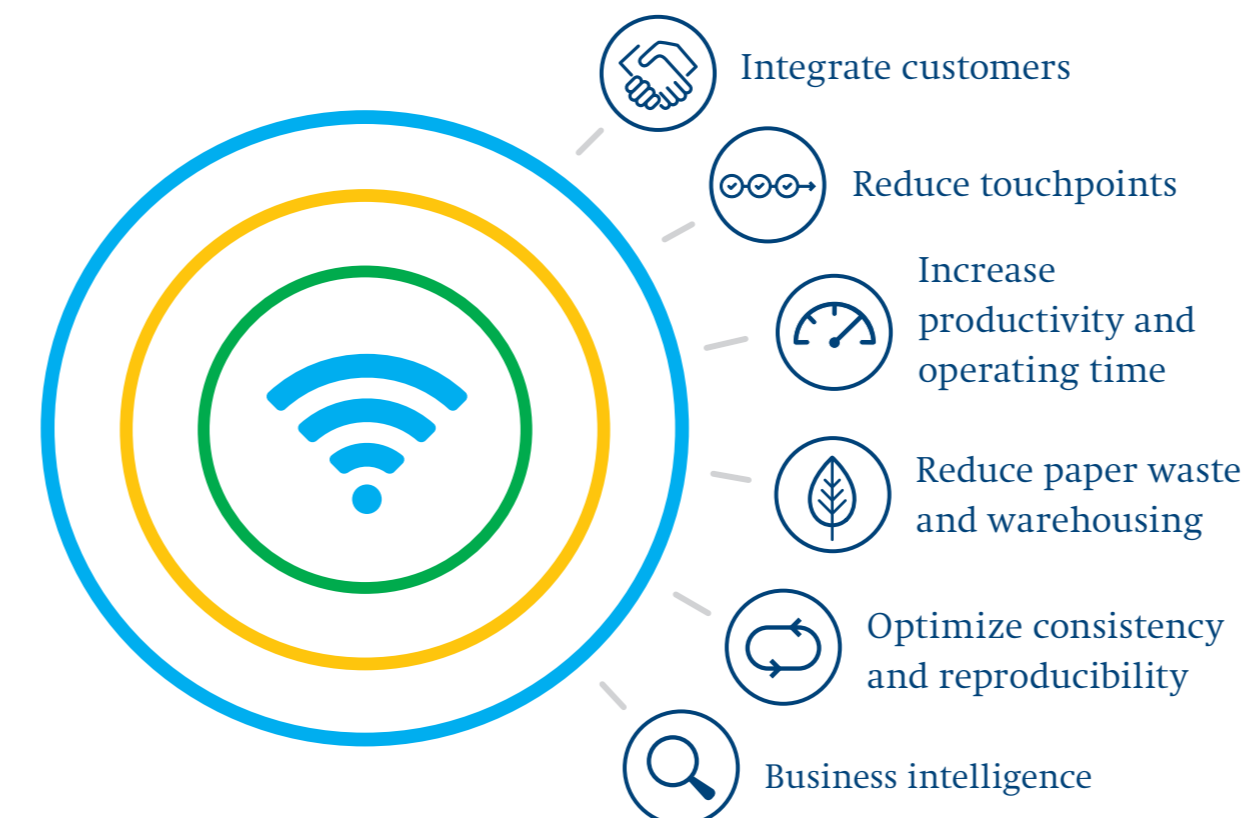 Integrate customers
Reduce touchpoints
Increase
productivity and
operating time
Reduce paper waste
and warehousing
Optimize consistency
and reproducibility
Business intelligence